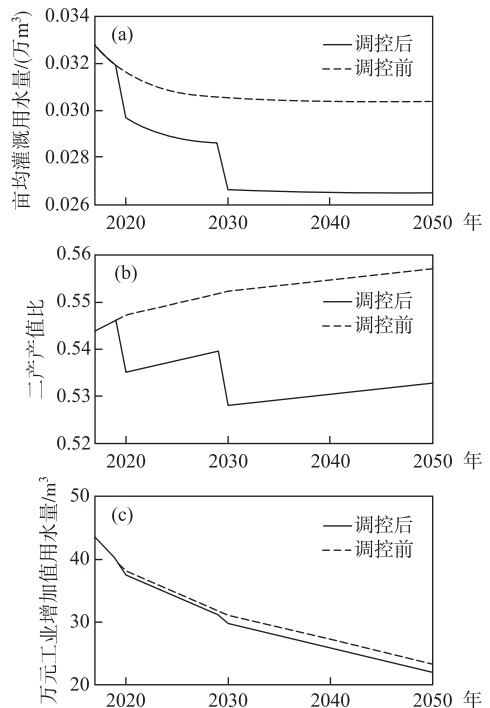 亩均灌溉用水量/(万m³)
0.034
0.032
0.030
0.028
0.026
(a)
调控后
调控前
2020 2030 2040 2050 年
二产产值比
0.56
0.55
0.54
0.53
0.52
(b)
调控后
调控前
2020 2030 2040 2050 年
万元工业增加值用水量/m³
50
40
30
20
(c)
调控后
调控前
2020 2030 2040 2050 年